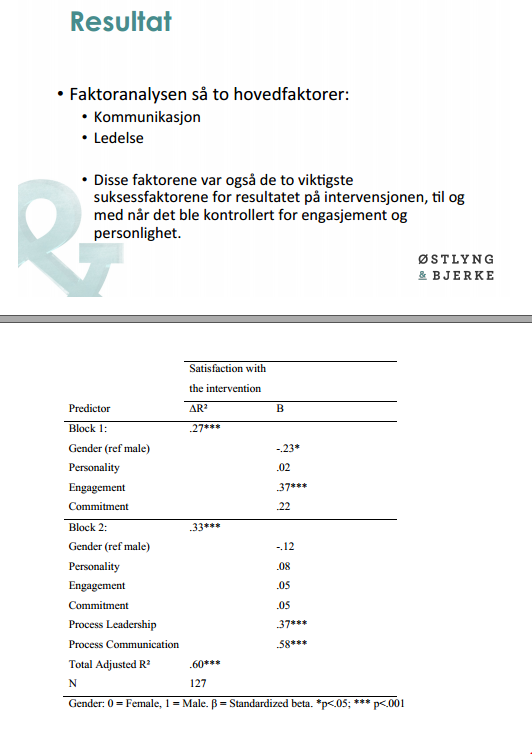 Resultat
• Faktoranalysen så to hovedfaktorer:
• Kommunikasjon
• Ledelse
• Disse faktorene var også de to viktigste
suksessfaktorene for resultatet på intervensjonen, til og
med når det ble kontrollert for engasjement og
personlighet.
&
ØSTLYNG
& BJERKE
Satisfaction with
the intervention
Predictor ΔR² B
Block 1: .27***
Gender (ref male) -.23*
Personality .02
Engagement .37***
Commitment .22
Block 2: .33***
Gender (ref male) -.12
Personality .08
Engagement .05
Commitment .05
Process Leadership .37***
Process Communication .58***
Total Adjusted R² .60***
N 127
Gender: 0 = Female, 1 = Male. β = Standardized beta. *p<.05; *** p<.001